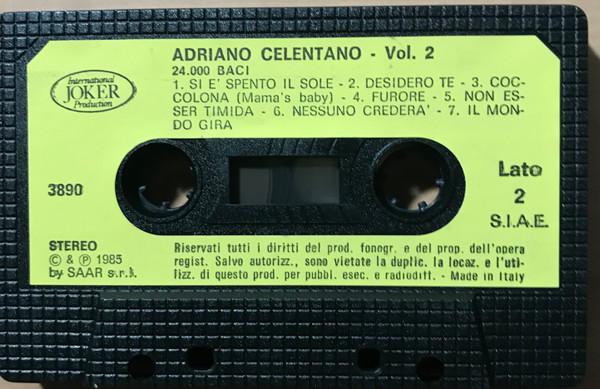 ADRIANO CELENTANO - Vol. 2
24.000 BACI
1. SI E' SPENTO IL SOLE - 2. DESIDERO TE - 3. COC-
COLONA (Mama's baby) - 4. FURORE - 5. NON ES-
SER TIMIDA - 6. NESSUNO CREDERA' - 7. IL MON-
DO GIRA
International
JOKER
Production
3890
Lato
2
S.I.A.E.
STEREO
© & Ⓟ 1985
by SAAR s.r.l.
Riservati tutti i diritti del prod. fonogr. e del prop. dell'opera
regist. Salvo autorizz., sono vietate la duplic. la locaz. e l'uti-
lizz. di questo prod. per pubbl. esec. e radiodiff. - Made in Italy